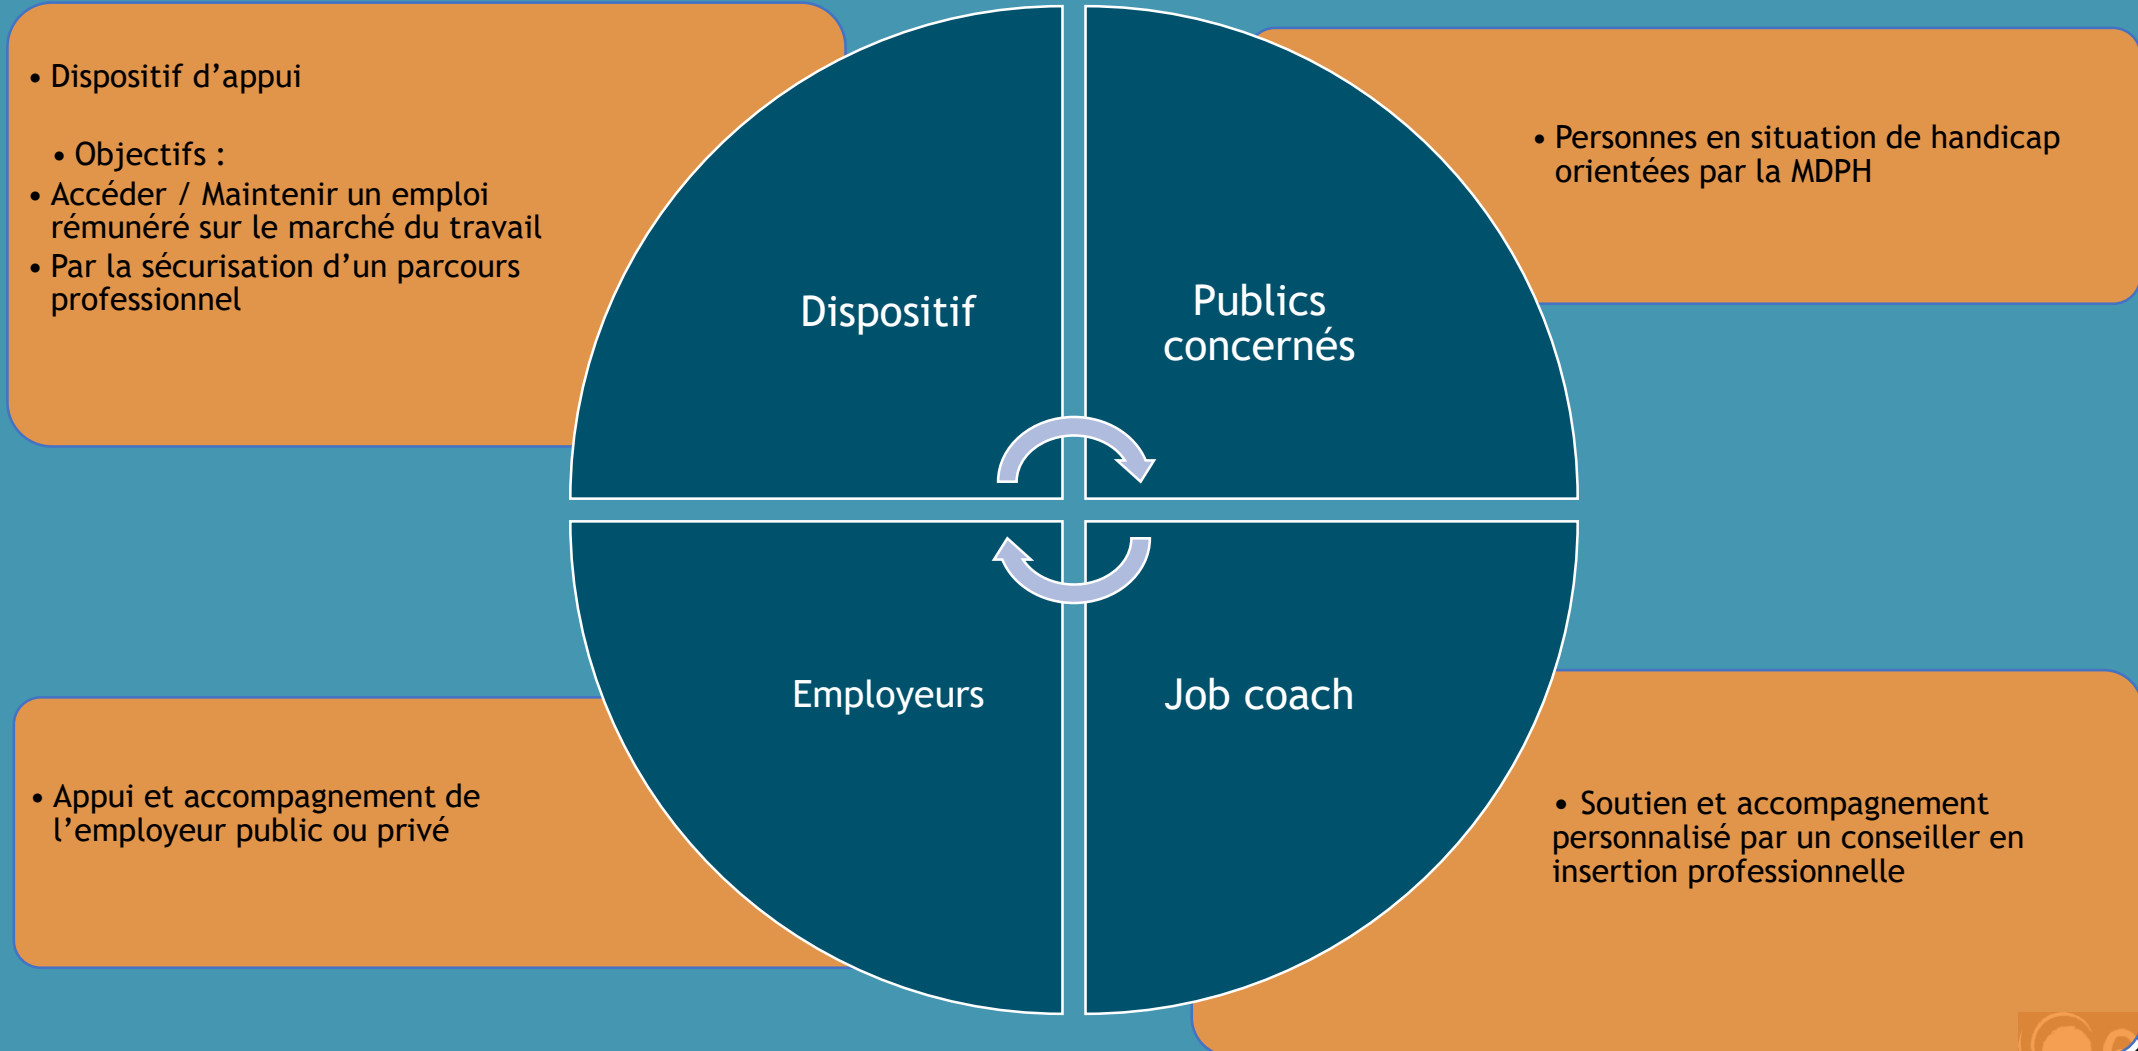 • Dispositif d’appui
• Objectifs :
• Accéder / Maintenir un emploi
rémunéré sur le marché du travail
• Par la sécurisation d’un parcours
professionnel
Dispositif
Publics
concernés
• Personnes en situation de handicap
orientées par la MDPH
Employeurs
Job coach
• Appui et accompagnement de
l’employeur public ou privé
• Soutien et accompagnement
personnalisé par un conseiller en
insertion professionnelle